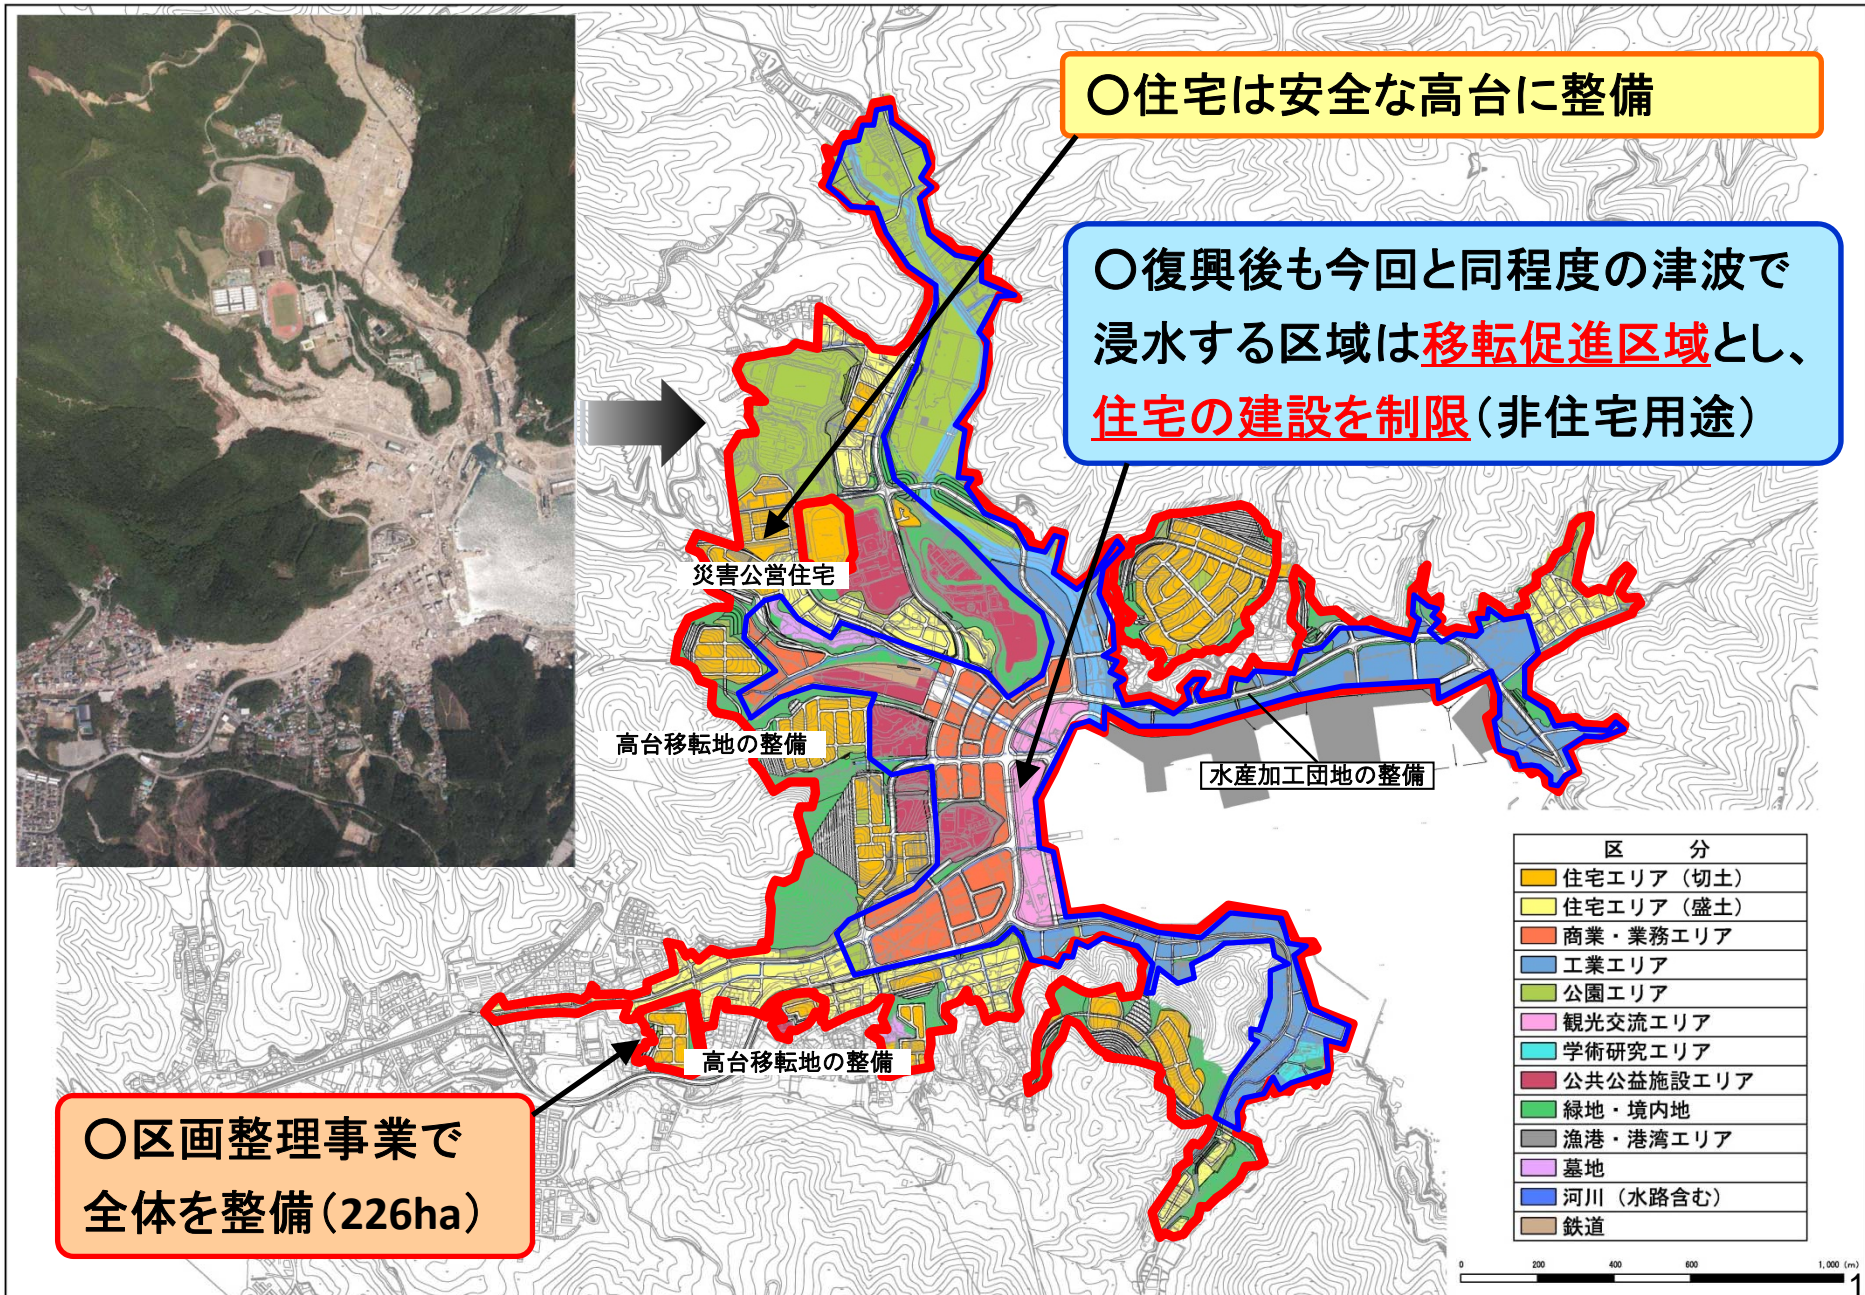 〇住宅は安全な高台に整備
〇復興後も今回と同程度の津波で
浸水する区域は移転促進区域とし、
住宅の建設を制限(非住宅用途)
災害公営住宅
高台移転地の整備
水産加工団地の整備
高台移転地の整備
〇区画整理事業で
全体を整備(226ha)
区 分
住宅エリア(切土)
住宅エリア(盛土)
商業・業務エリア
工業エリア
公園エリア
観光交流エリア
学術研究エリア
公共公益施設エリア
緑地・境内地
漁港・港湾エリア
墓地
河川(水路含む)
鉄道
0 200 400 600 1,000 (m)
1